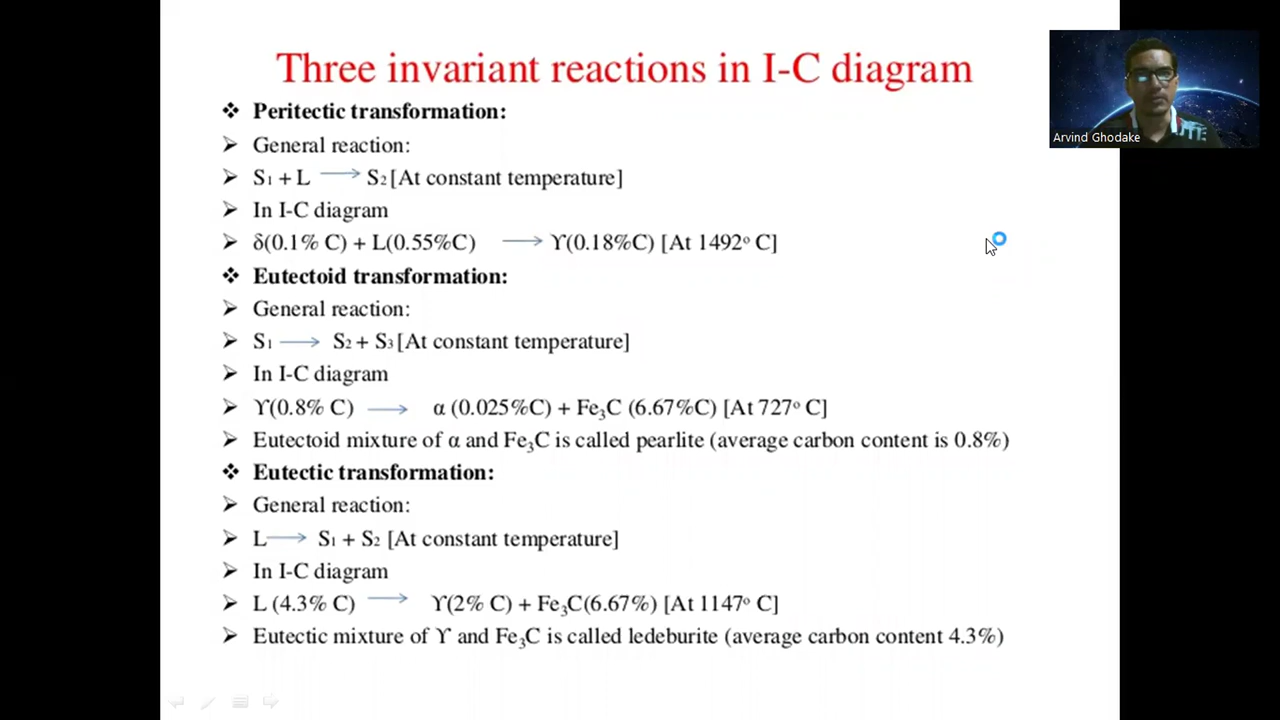 Three invariant reactions in I-C diagram
Arvind Ghodake
❖ Peritectic transformation:
➢ General reaction:
➢ S₁ + L ⟶ S₂ [At constant temperature]
➢ In I-C diagram
➢ δ(0.1% C) + L(0.55%C) ⟶ ϒ(0.18%C) [At 1492º C]
❖ Eutectoid transformation:
➢ General reaction:
➢ S₁ ⟶ S₂ + S₃ [At constant temperature]
➢ In I-C diagram
➢ ϒ(0.8% C) ⟶ α (0.025%C) + Fe₃C (6.67%C) [At 727º C]
➢ Eutectoid mixture of α and Fe₃C is called pearlite (average carbon content is 0.8%)
❖ Eutectic transformation:
➢ General reaction:
➢ L ⟶ S₁ + S₂ [At constant temperature]
➢ In I-C diagram
➢ L (4.3% C) ⟶ ϒ(2% C) + Fe₃C(6.67%) [At 1147º C]
➢ Eutectic mixture of ϒ and Fe₃C is called ledeburite (average carbon content 4.3%)